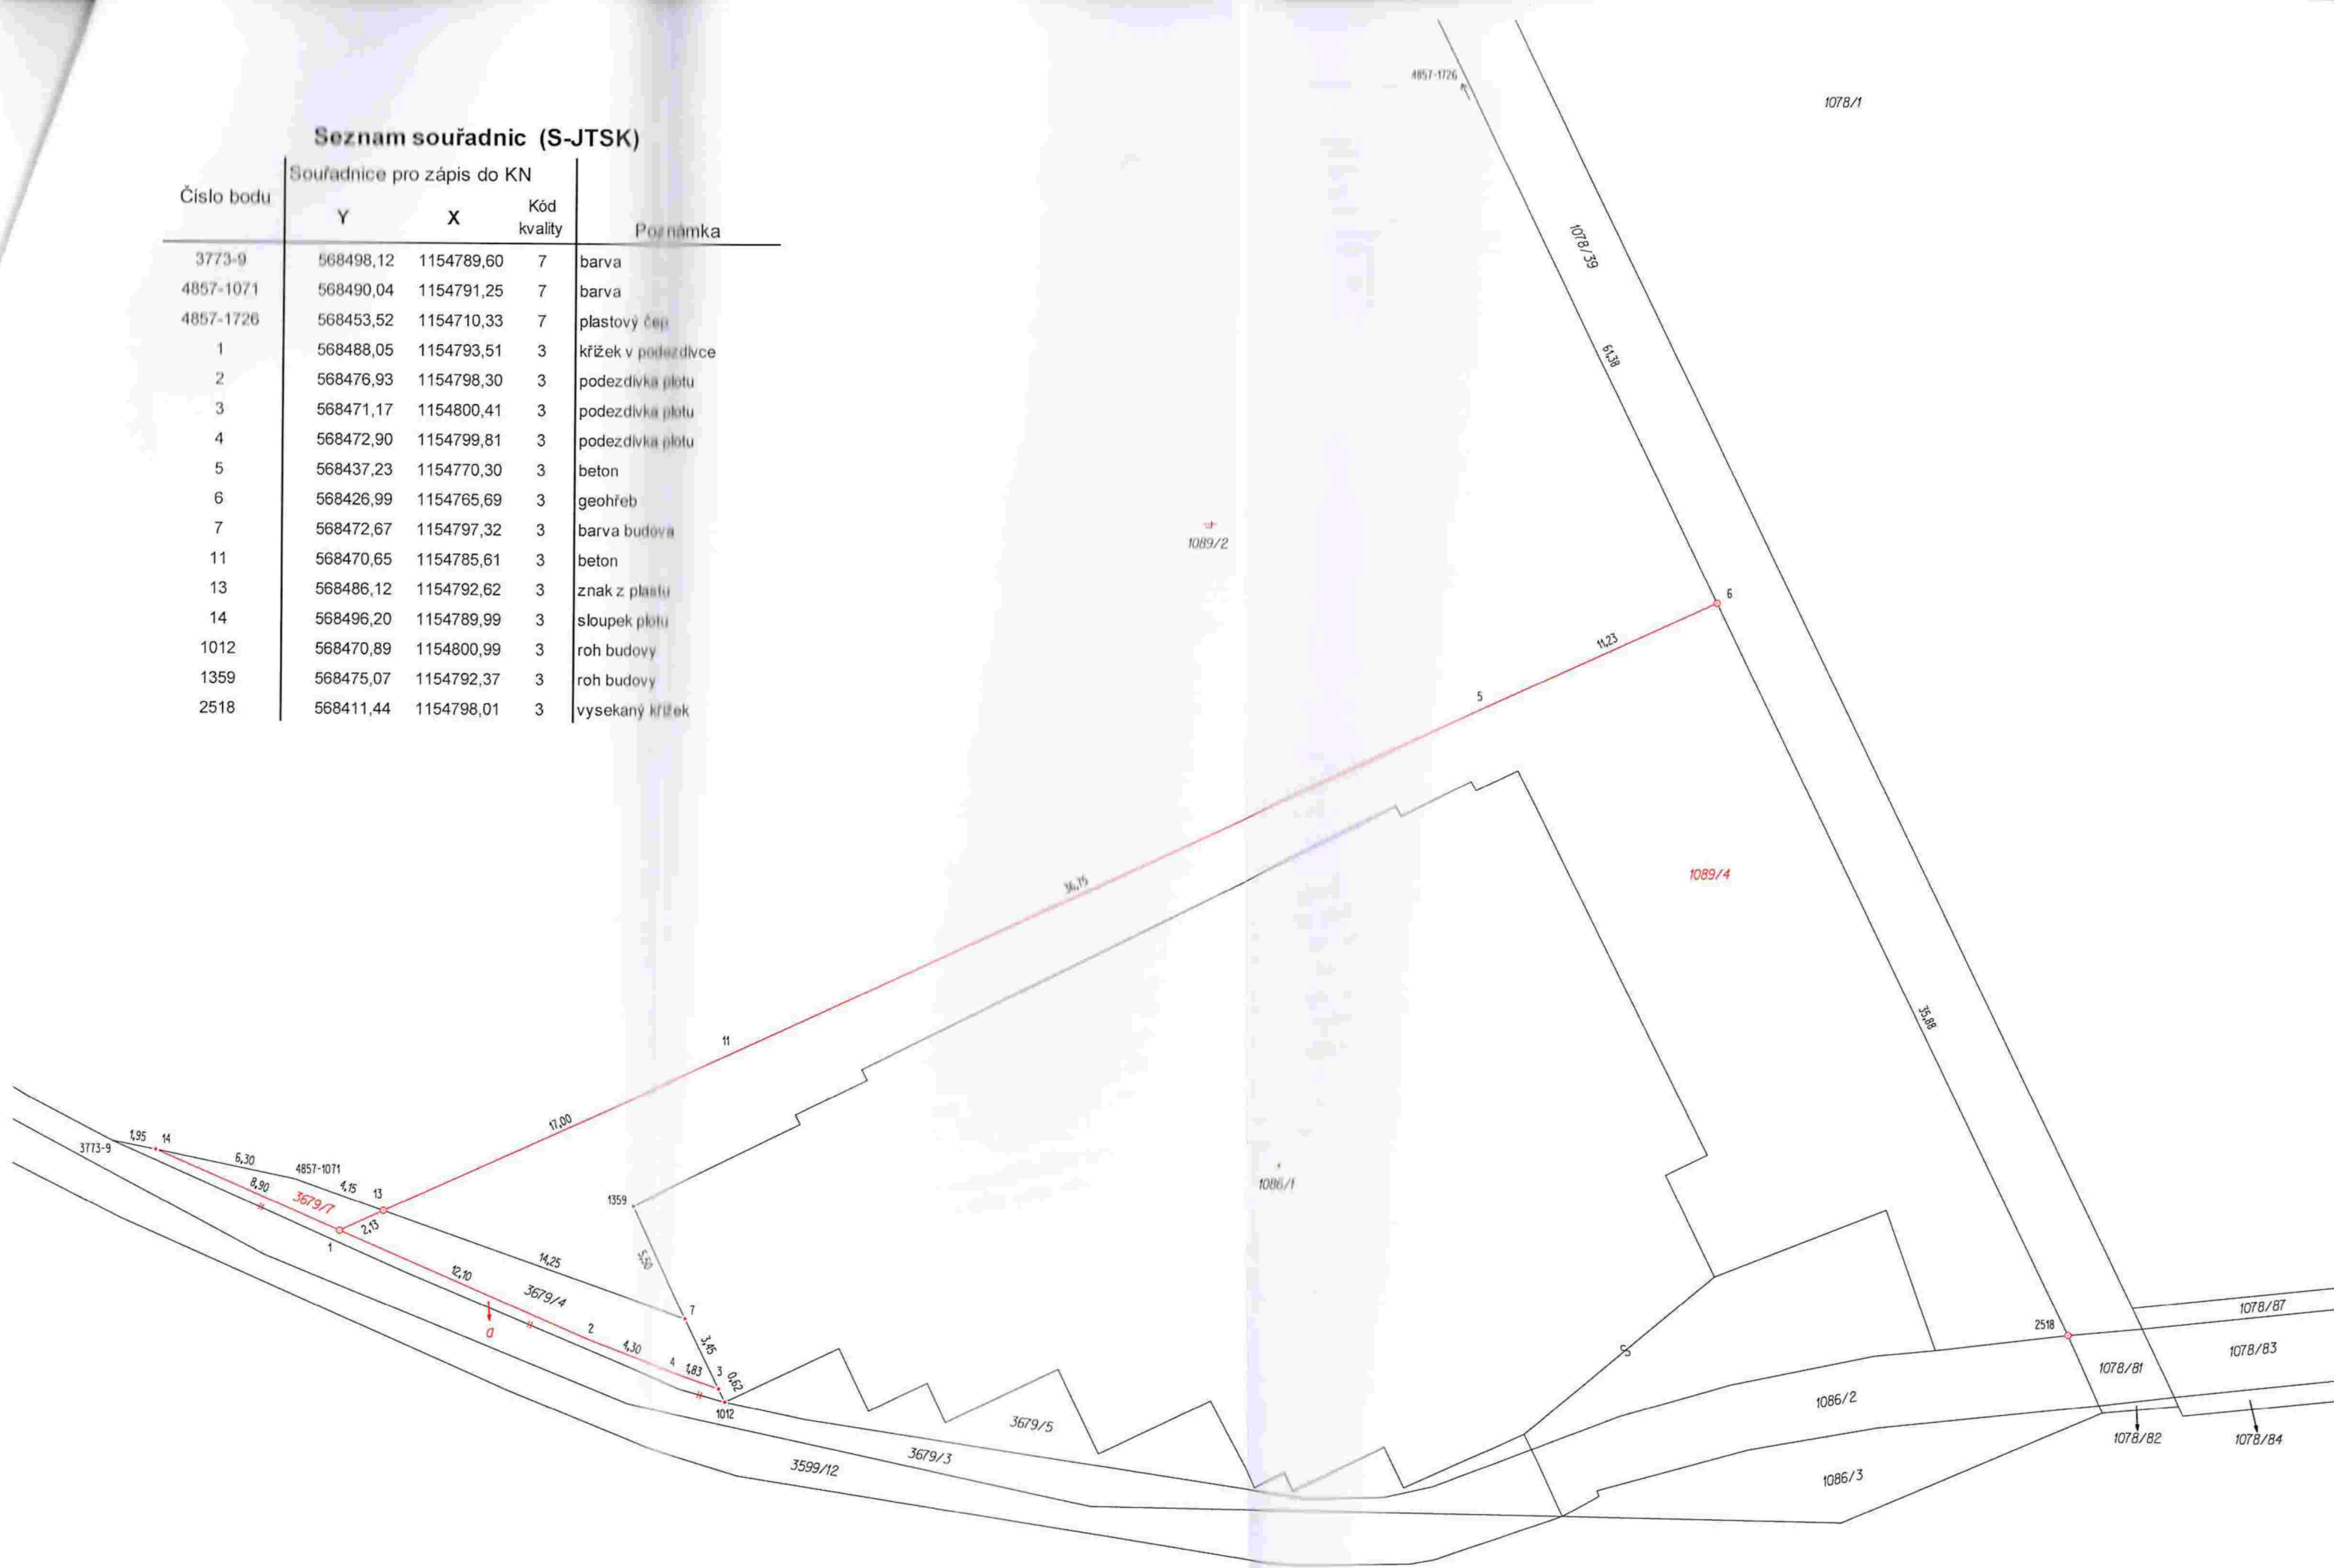 Seznam souřadnic (S-JTSK)
Souřadnice pro zápis do KN
Číslo bodu Y X Kód kvality Poznámka
3773-9 568498,12 1154789,60 7 barva
4857-1071 568490,04 1154791,25 7 barva
4857-1726 568453,52 1154710,33 7 plastový čep
1 568488,05 1154793,51 3 křížek v podezdívce
2 568476,93 1154798,30 3 podezdívka plotu
3 568471,17 1154800,41 3 podezdívka plotu
4 568472,90 1154799,81 3 podezdívka plotu
5 568437,23 1154770,30 3 beton
6 568426,99 1154765,69 3 geohřeb
7 568472,67 1154797,32 3 barva budova
11 568470,65 1154785,61 3 beton
13 568486,12 1154792,62 3 znak z plastu
14 568496,20 1154789,99 3 sloupek plotu
1012 568470,89 1154800,99 3 roh budovy
1359 568475,07 1154792,37 3 roh budovy
2518 568411,44 1154798,01 3 vysekaný křížek
4857-1726
1078/1
1078/39
61,38
1089/2
6
11,23
5
36,75
1089/4
11
35,88
17,00
1,95
14
3773-9
6,30
4857-1071
8,90
3679/7
4,15
13
2,13
1
1359
1086/1
5,50
14,25
12,10
3679/4
7
2
4,30
3,45
4
1,83
3
0,62
1012
3679/5
3679/3
3599/12
2518
1078/87
1078/83
1078/81
1086/2
1078/82
1078/84
1086/3